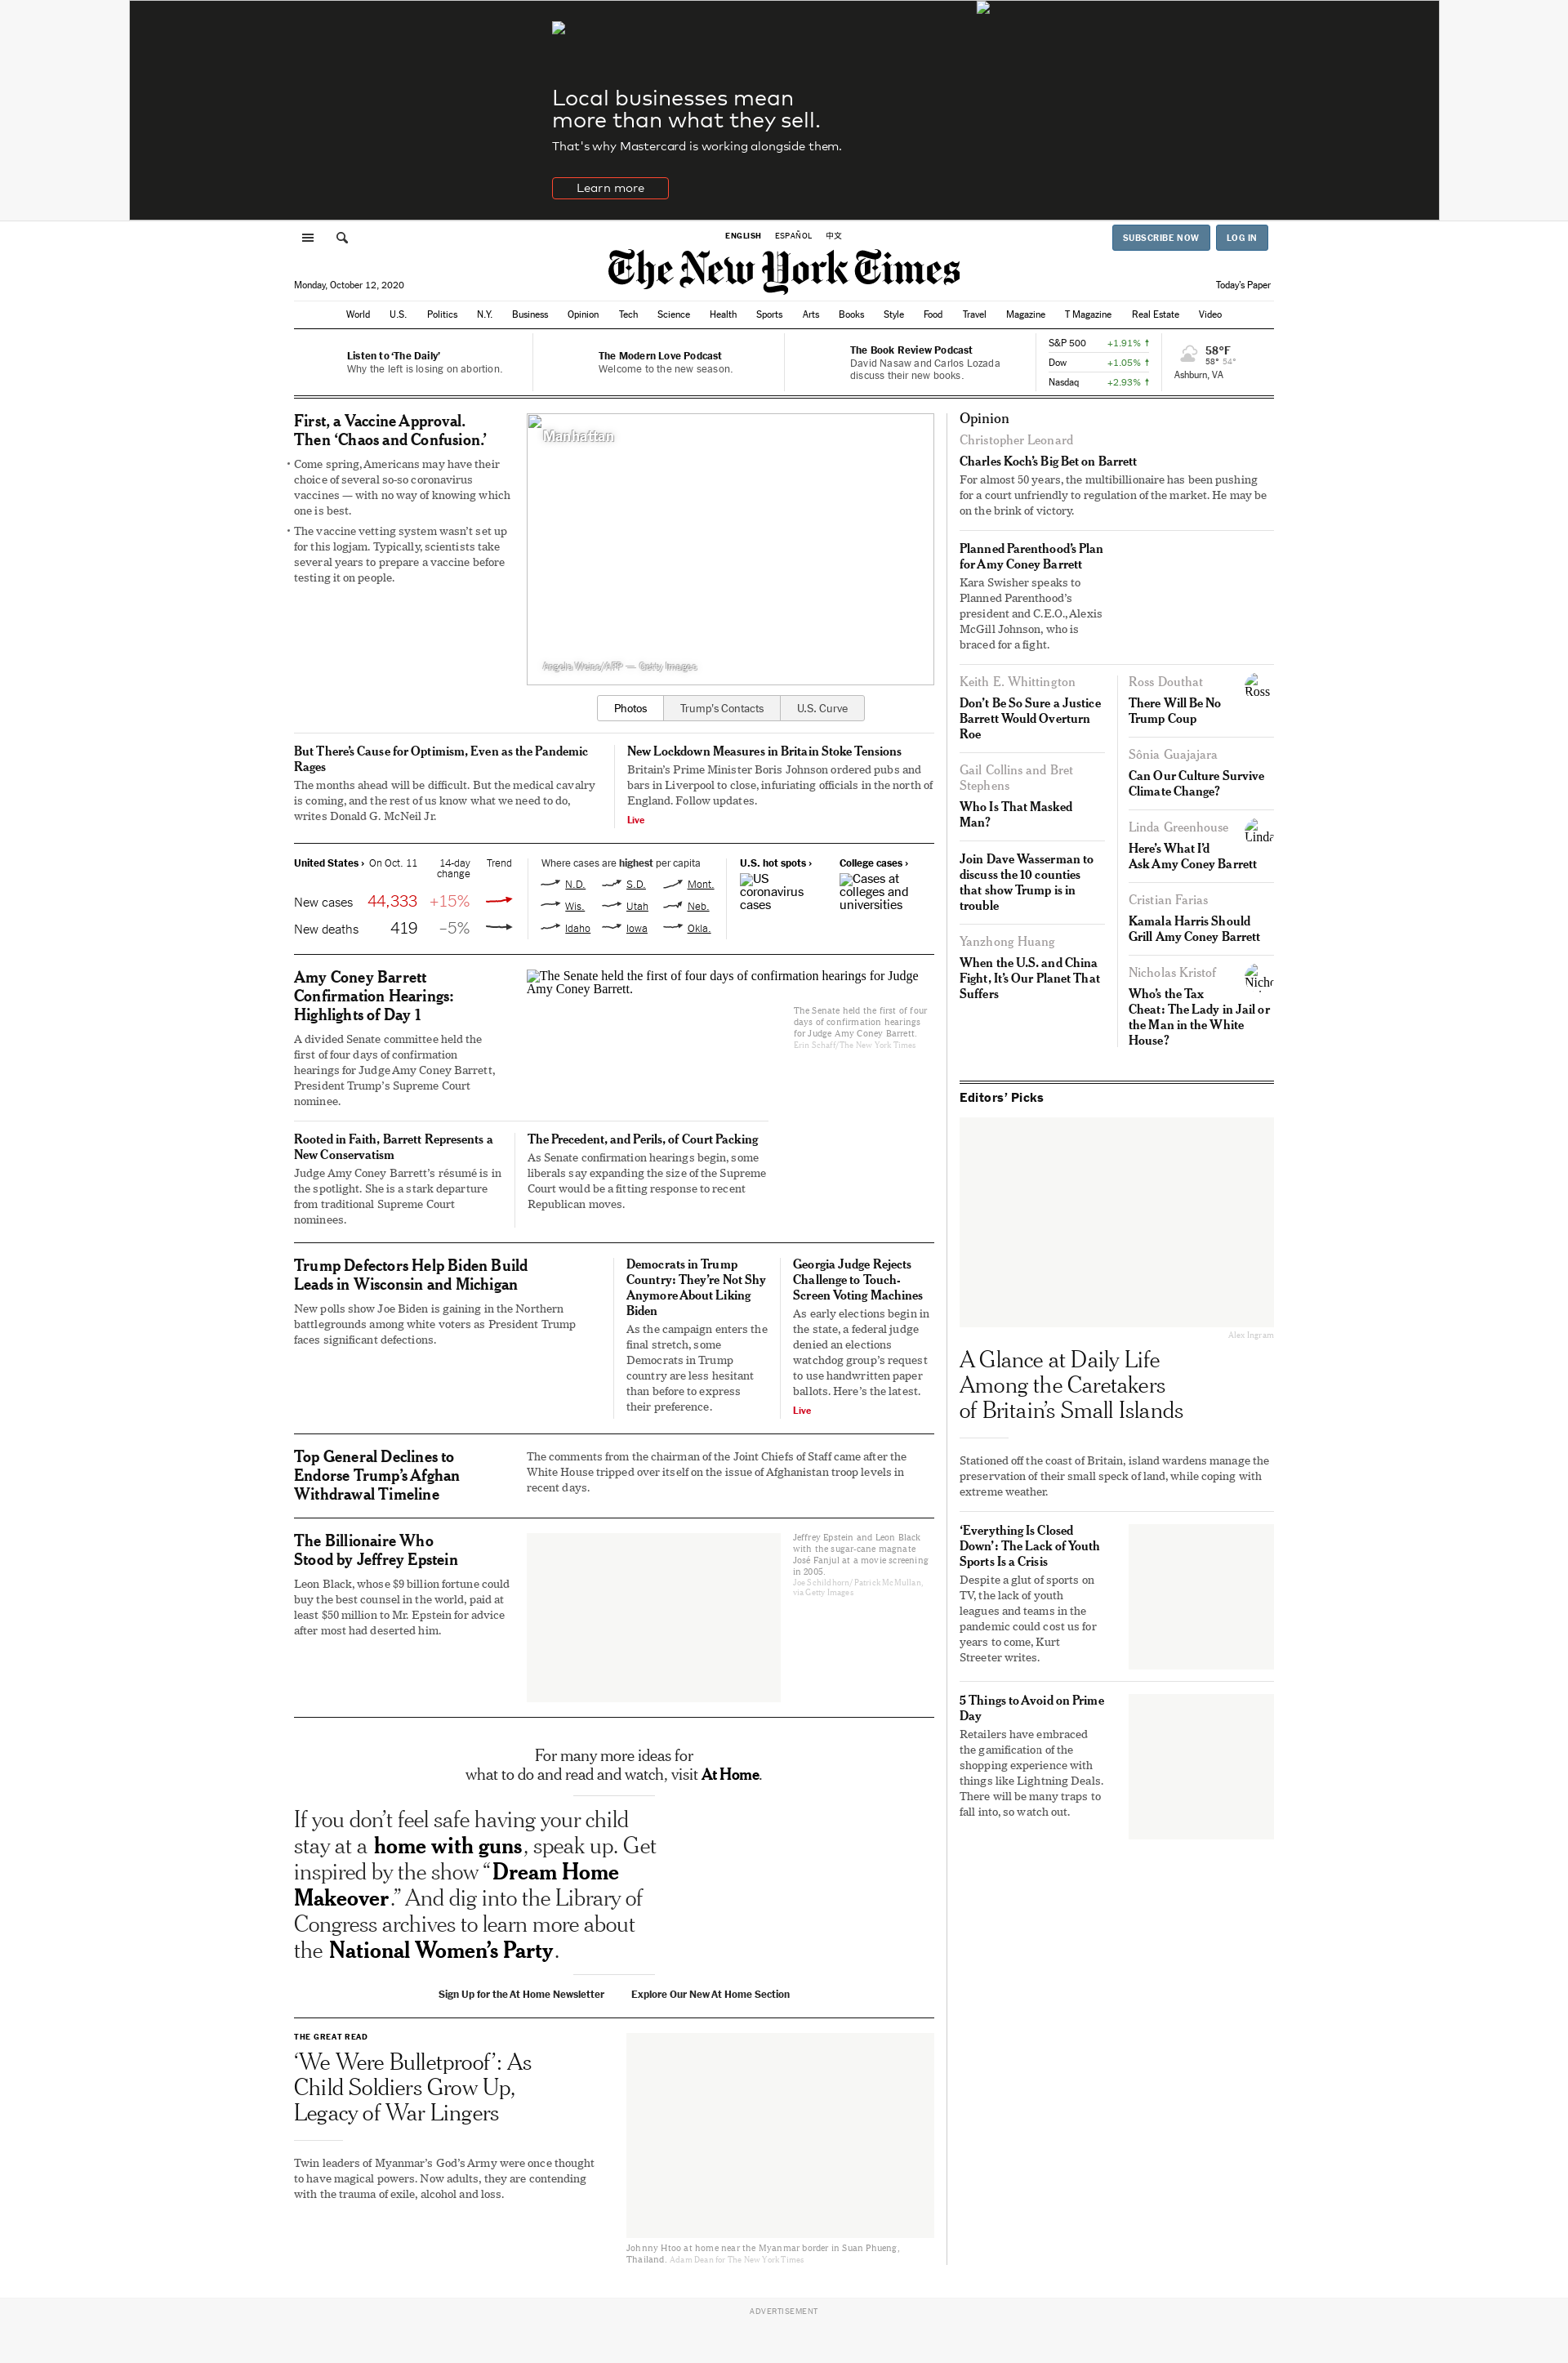 Local businesses mean
more than what they sell.
That's why Mastercard is working alongside them.
Learn more
ENGLISH ESPAÑOL 中文
SUBSCRIBE NOW LOG IN
The New York Times
Monday, October 12, 2020
Today's Paper
World U.S. Politics N.Y. Business Opinion Tech Science Health Sports Arts Books Style Food Travel Magazine T Magazine Real Estate Video
Listen to ‘The Daily’
Why the left is losing on abortion.
The Modern Love Podcast
Welcome to the new season.
The Book Review Podcast
David Nasaw and Carlos Lozada
discuss their new books.
S&P 500 +1.91% ↑
Dow +1.05% ↑
Nasdaq +2.93% ↑
58°F
58° 54°
Ashburn, VA
First, a Vaccine Approval.
Then ‘Chaos and Confusion.’
• Come spring, Americans may have their
choice of several so-so coronavirus
vaccines — with no way of knowing which
one is best.
• The vaccine vetting system wasn’t set up
for this logjam. Typically, scientists take
several years to prepare a vaccine before
testing it on people.
Manhattan
Angela Weiss/AFP — Getty Images
Photos Trump’s Contacts U.S. Curve
But There’s Cause for Optimism, Even as the Pandemic
Rages
The months ahead will be difficult. But the medical cavalry
is coming, and the rest of us know what we need to do,
writes Donald G. McNeil Jr.
New Lockdown Measures in Britain Stoke Tensions
Britain’s Prime Minister Boris Johnson ordered pubs and
bars in Liverpool to close, infuriating officials in the north of
England. Follow updates.
Live
United States › On Oct. 11 14-day
change Trend
New cases 44,333 +15%
New deaths 419 –5%
Where cases are highest per capita
N.D. S.D. Mont.
Wis. Utah Neb.
Idaho Iowa Okla.
U.S. hot spots ›
US
coronavirus
cases
College cases ›
Cases at
colleges and
universities
Amy Coney Barrett
Confirmation Hearings:
Highlights of Day 1
A divided Senate committee held the
first of four days of confirmation
hearings for Judge Amy Coney Barrett,
President Trump’s Supreme Court
nominee.
The Senate held the first of four days of confirmation hearings for Judge
Amy Coney Barrett.
The Senate held the first of four
days of confirmation hearings
for Judge Amy Coney Barrett.
Erin Schaff/The New York Times
Rooted in Faith, Barrett Represents a
New Conservatism
Judge Amy Coney Barrett’s résumé is in
the spotlight. She is a stark departure
from traditional Supreme Court
nominees.
The Precedent, and Perils, of Court Packing
As Senate confirmation hearings begin, some
liberals say expanding the size of the Supreme
Court would be a fitting response to recent
Republican moves.
Trump Defectors Help Biden Build
Leads in Wisconsin and Michigan
New polls show Joe Biden is gaining in the Northern
battlegrounds among white voters as President Trump
faces significant defections.
Democrats in Trump
Country: They’re Not Shy
Anymore About Liking
Biden
As the campaign enters the
final stretch, some
Democrats in Trump
country are less hesitant
than before to express
their preference.
Georgia Judge Rejects
Challenge to Touch-
Screen Voting Machines
As early elections begin in
the state, a federal judge
denied an elections
watchdog group’s request
to use handwritten paper
ballots. Here’s the latest.
Live
Top General Declines to
Endorse Trump’s Afghan
Withdrawal Timeline
The comments from the chairman of the Joint Chiefs of Staff came after the
White House tripped over itself on the issue of Afghanistan troop levels in
recent days.
The Billionaire Who
Stood by Jeffrey Epstein
Leon Black, whose $9 billion fortune could
buy the best counsel in the world, paid at
least $50 million to Mr. Epstein for advice
after most had deserted him.
Jeffrey Epstein and Leon Black
with the sugar-cane magnate
José Fanjul at a movie screening
in 2005.
Joe Schildhorn/Patrick McMullan,
via Getty Images
For many more ideas for
what to do and read and watch, visit At Home.
If you don’t feel safe having your child
stay at a home with guns, speak up. Get
inspired by the show “Dream Home
Makeover.” And dig into the Library of
Congress archives to learn more about
the National Women’s Party.
Sign Up for the At Home Newsletter Explore Our New At Home Section
THE GREAT READ
‘We Were Bulletproof’: As
Child Soldiers Grow Up,
Legacy of War Lingers
Twin leaders of Myanmar’s God’s Army were once thought
to have magical powers. Now adults, they are contending
with the trauma of exile, alcohol and loss.
Johnny Htoo at home near the Myanmar border in Suan Phueng,
Thailand. Adam Dean for The New York Times
Opinion
Christopher Leonard
Charles Koch’s Big Bet on Barrett
For almost 50 years, the multibillionaire has been pushing
for a court unfriendly to regulation of the market. He may be
on the brink of victory.
Planned Parenthood’s Plan
for Amy Coney Barrett
Kara Swisher speaks to
Planned Parenthood’s
president and C.E.O., Alexis
McGill Johnson, who is
braced for a fight.
Keith E. Whittington
Don’t Be So Sure a Justice
Barrett Would Overturn
Roe
Gail Collins and Bret
Stephens
Who Is That Masked
Man?
Join Dave Wasserman to
discuss the 10 counties
that show Trump is in
trouble
Yanzhong Huang
When the U.S. and China
Fight, It’s Our Planet That
Suffers
Ross Douthat
There Will Be No
Trump Coup
Ross
Sônia Guajajara
Can Our Culture Survive
Climate Change?
Linda Greenhouse
Here’s What I’d
Ask Amy Coney Barrett
Linda
Cristian Farias
Kamala Harris Should
Grill Amy Coney Barrett
Nicholas Kristof
Who’s the Tax
Cheat: The Lady in Jail or
the Man in the White
House?
Editors’ Picks
Alex Ingram
A Glance at Daily Life
Among the Caretakers
of Britain’s Small Islands
Stationed off the coast of Britain, island wardens manage the
preservation of their small speck of land, while coping with
extreme weather.
‘Everything Is Closed
Down’: The Lack of Youth
Sports Is a Crisis
Despite a glut of sports on
TV, the lack of youth
leagues and teams in the
pandemic could cost us for
years to come, Kurt
Streeter writes.
5 Things to Avoid on Prime
Day
Retailers have embraced
the gamification of the
shopping experience with
things like Lightning Deals.
There will be many traps to
fall into, so watch out.
ADVERTISEMENT